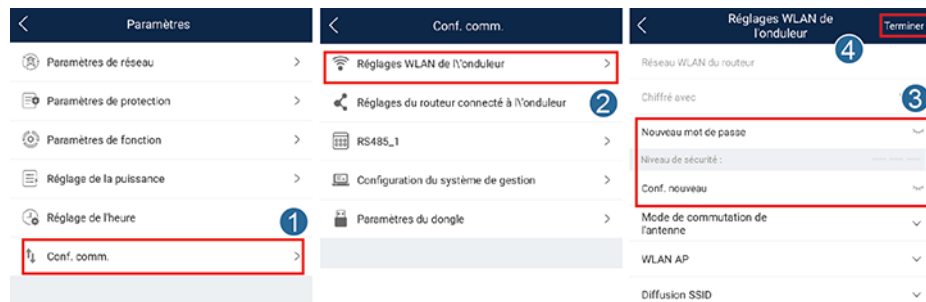 Paramètres
Paramètres de réseau
Paramètres de protection
Paramètres de fonction
Réglage de la puissance
Réglage de l'heure
1
Conf. comm.
Conf. comm.
Réglages WLAN de l\'onduleur
2
Réglages du routeur connecté à l\'onduleur
RS485_1
Configuration du système de gestion
Paramètres du dongle
Réglages WLAN de
l'onduleur
Terminer
4
Réseau WLAN du routeur
Chiffré avec
3
Nouveau mot de passe
Niveau de sécurité :
Conf. nouveau
Mode de commutation de
l'antenne
WLAN AP
Diffusion SSID